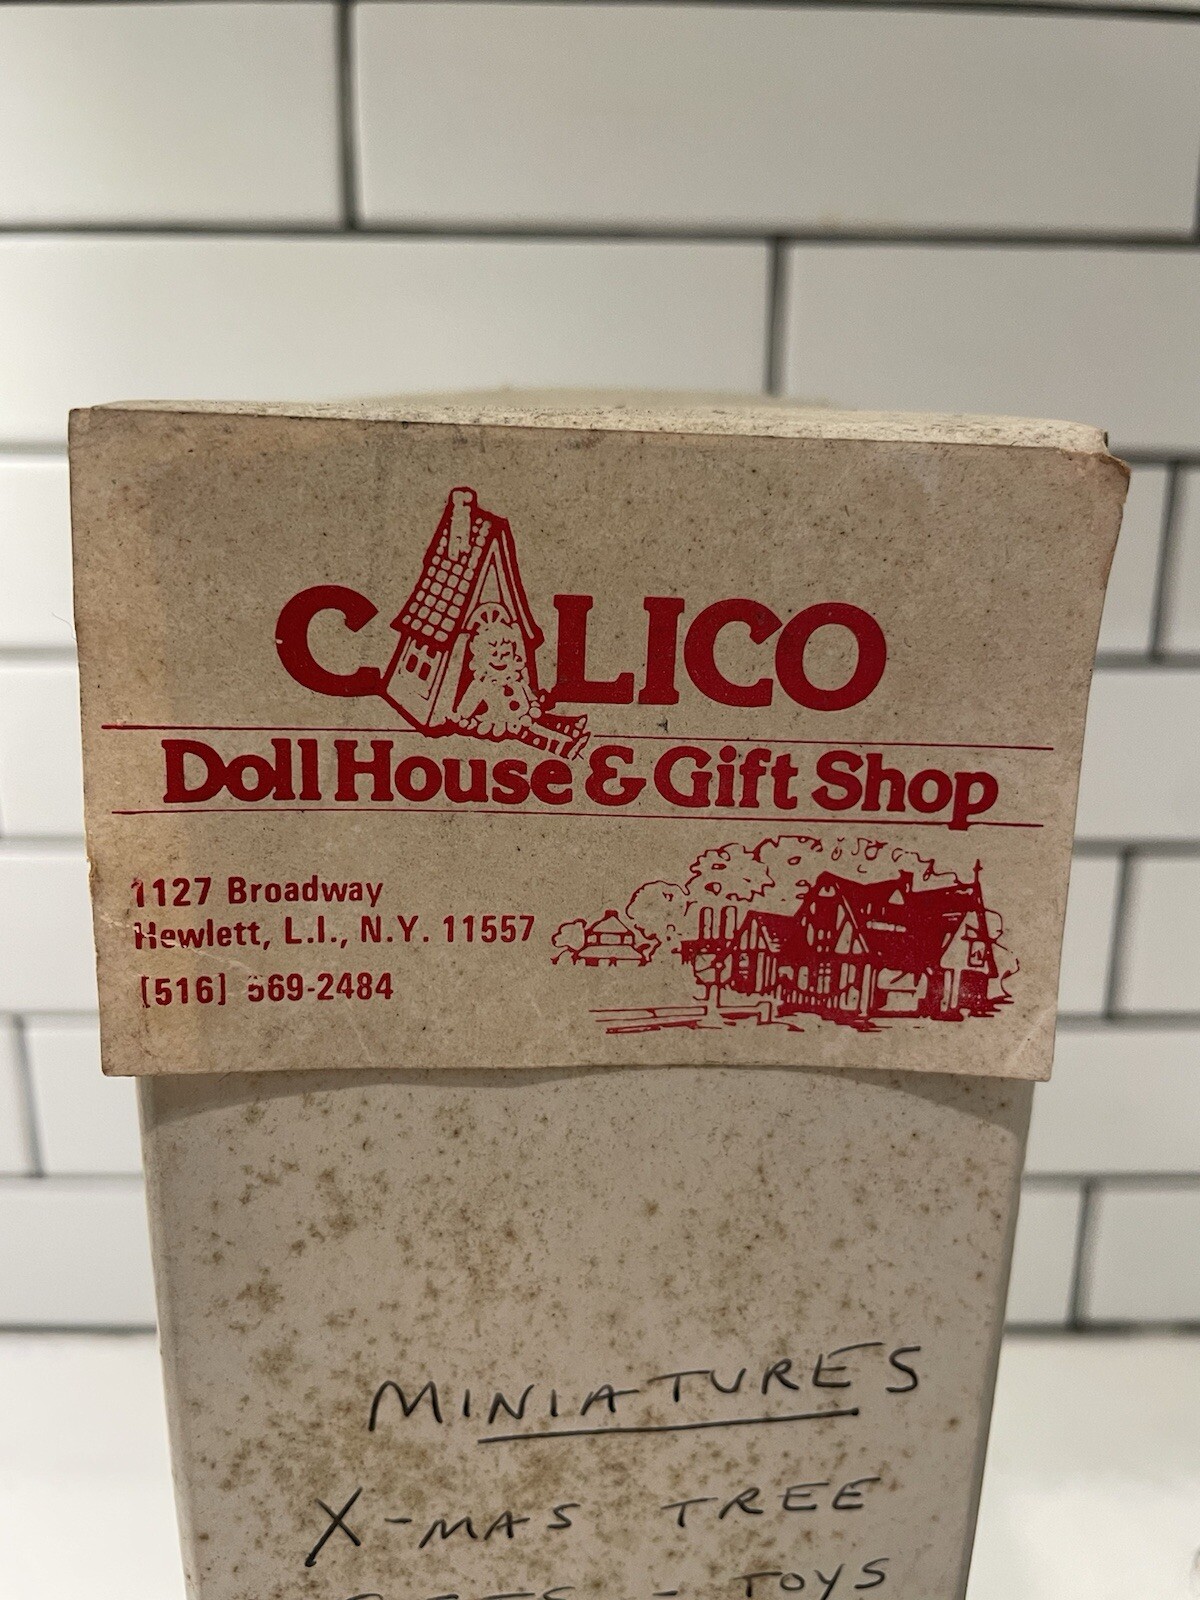 CALICO
Doll House & Gift Shop
1127 Broadway
Hewlett, L.I., N.Y. 11557
[516] 569-2484
MINIATURES
X-MAS TREE
- TOYS